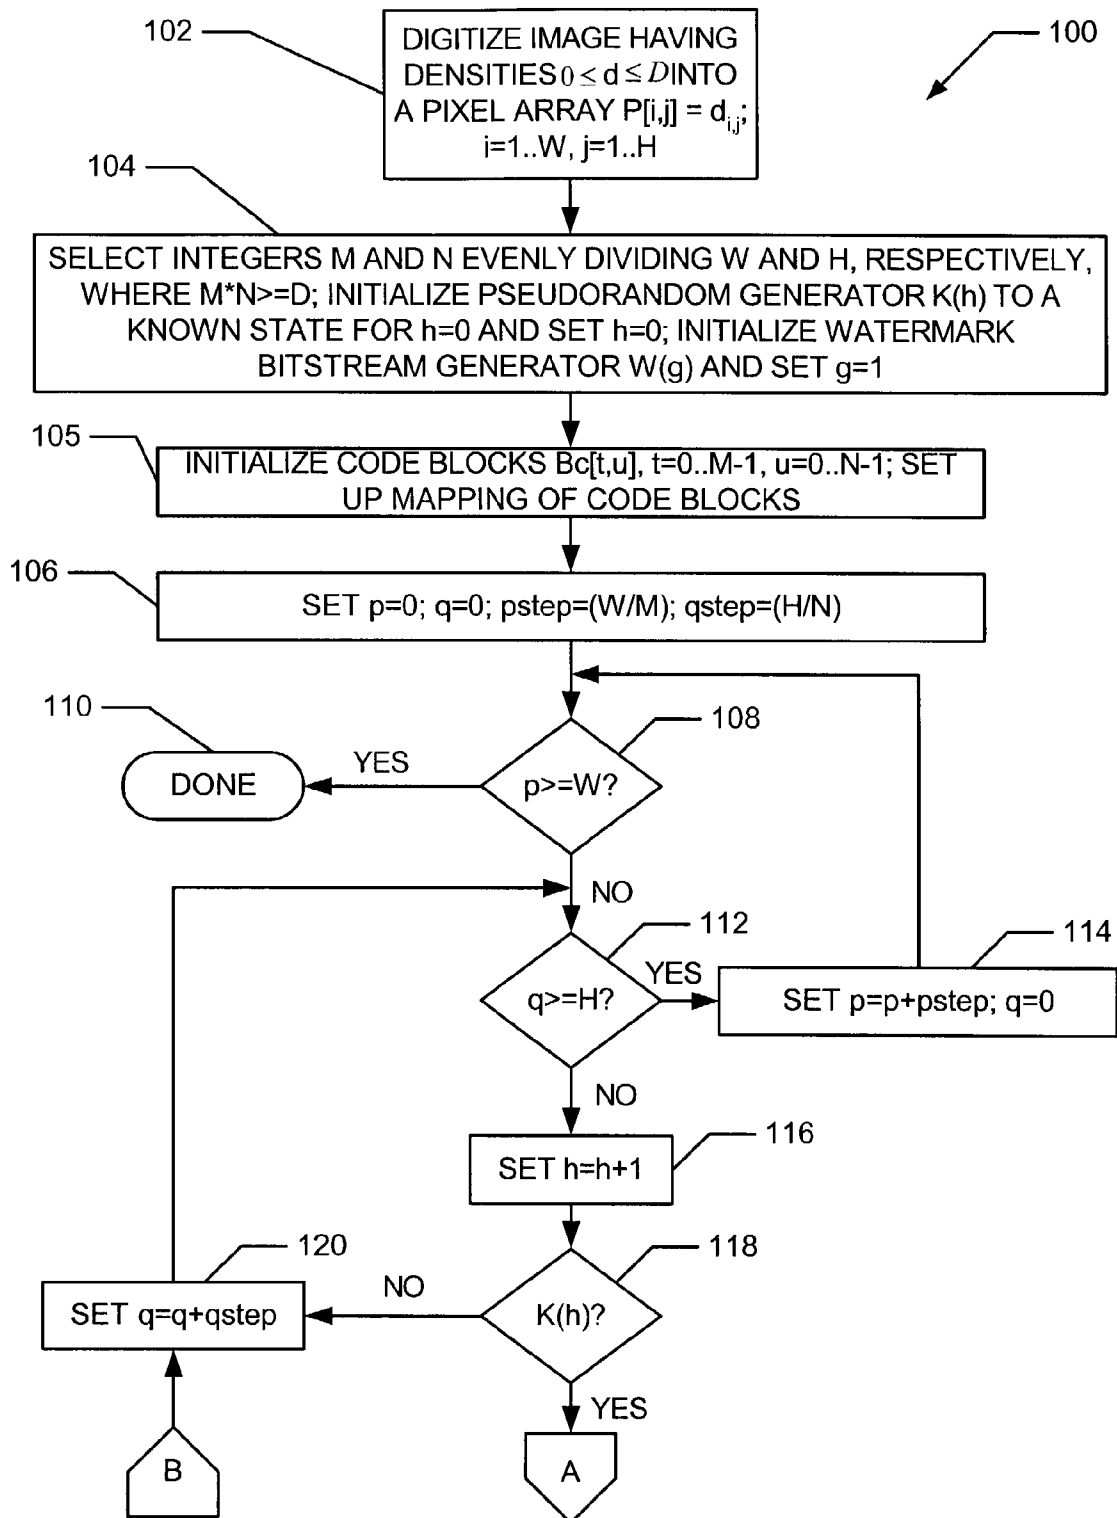 102
DIGITIZE IMAGE HAVING
DENSITIES 0 ≤ d ≤ D INTO
A PIXEL ARRAY P[i,j] = d_{i,j};
i=1..W, j=1..H
100
104
SELECT INTEGERS M AND N EVENLY DIVIDING W AND H, RESPECTIVELY,
WHERE M*N>=D; INITIALIZE PSEUDORANDOM GENERATOR K(h) TO A
KNOWN STATE FOR h=0 AND SET h=0; INITIALIZE WATERMARK
BITSTREAM GENERATOR W(g) AND SET g=1
105
INITIALIZE CODE BLOCKS Bc[t,u], t=0..M-1, u=0..N-1; SET
UP MAPPING OF CODE BLOCKS
106
SET p=0; q=0; pstep=(W/M); qstep=(H/N)
110
DONE
YES
108
p>=W?
NO
112
q>=H?
YES
114
SET p=p+pstep; q=0
NO
116
SET h=h+1
120
SET q=q+qstep
NO
118
K(h)?
YES
B
A